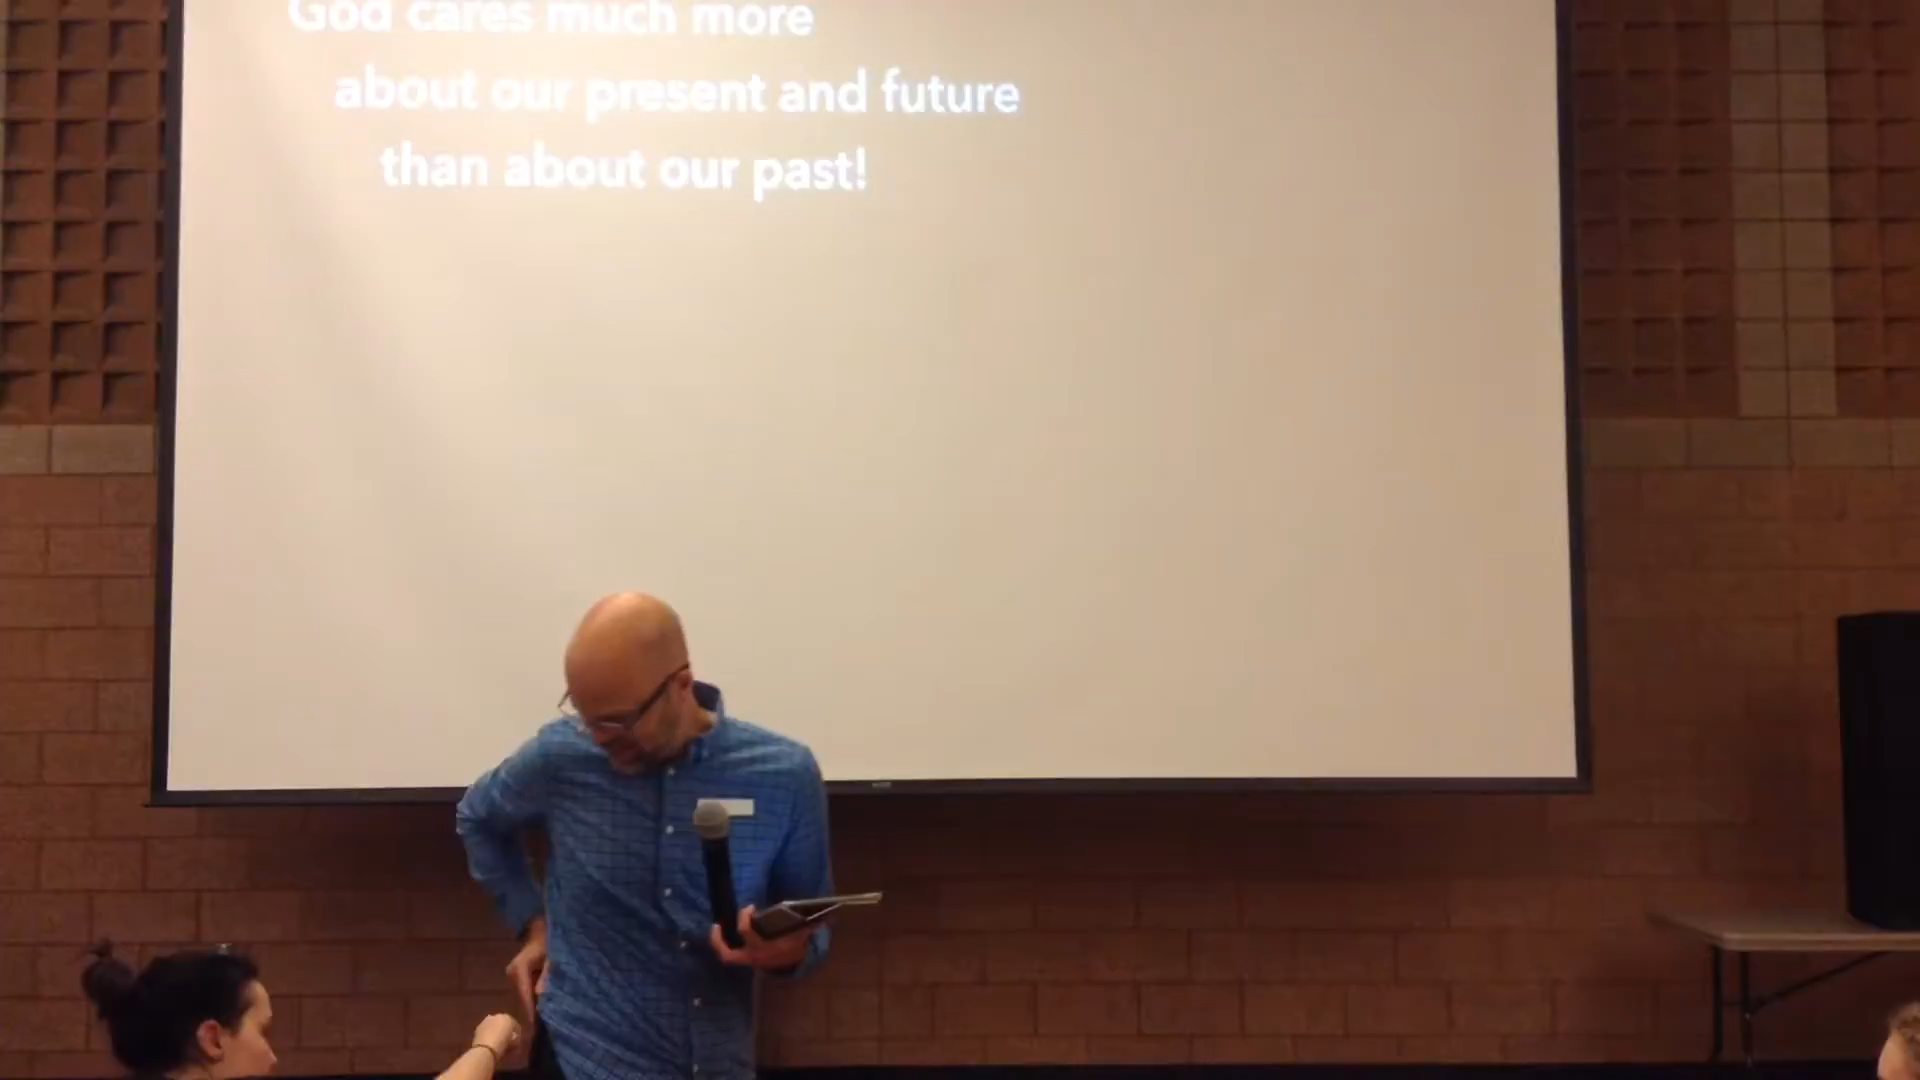 God cares much more
about our present and future
than about our past!